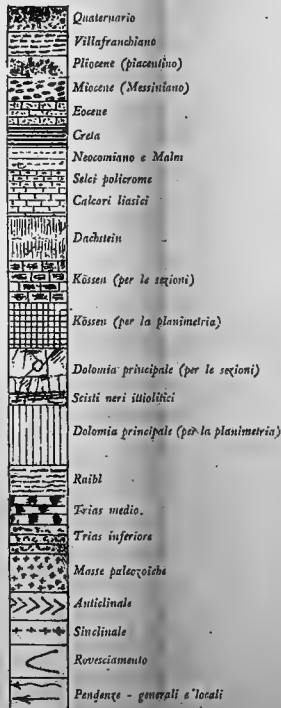 Quaternario
Villafranchiano
Pliocene (piacentino)
Miocene (Messiniano)
Eocene
Creta
Neocomiano e Malm
Selci policrome
Calcari liasici
Dachstein
Kössen (per le sezioni)
Kössen (per la planimetria)
Dolomia principale (per le sezioni)
Scisti neri ittiolitici
Dolomia principale (per la planimetria)
Raibl
Trias medio.
Trias inferiore
Masse paleozoiche
Anticlinale
Sinclinale
Rovesciamento
Pendenze - generali e locali